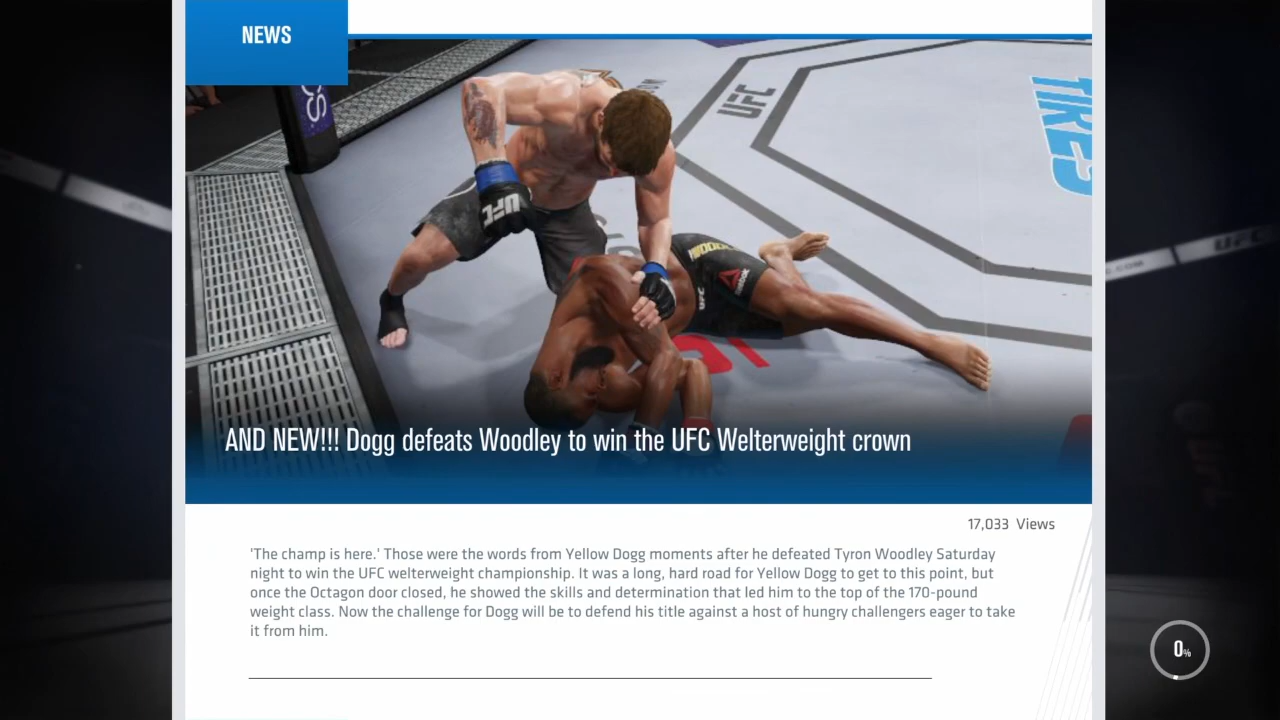 NEWS
UFC
TIRES
UFC
UFC
AND NEW!!! Dogg defeats Woodley to win the UFC Welterweight crown
17,033 Views
'The champ is here.' Those were the words from Yellow Dogg moments after he defeated Tyron Woodley Saturday
night to win the UFC welterweight championship. It was a long, hard road for Yellow Dogg to get to this point, but
once the Octagon door closed, he showed the skills and determination that led him to the top of the 170-pound
weight class. Now the challenge for Dogg will be to defend his title against a host of hungry challengers eager to take
it from him.
0%